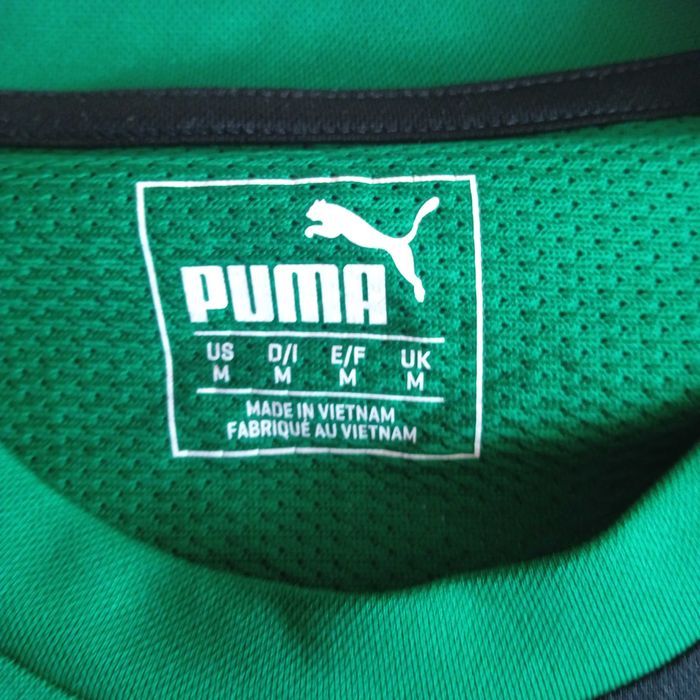 PUMA
US D/I E/F UK
M M M M
MADE IN VIETNAM
FABRIQUÉ AU VIETNAM